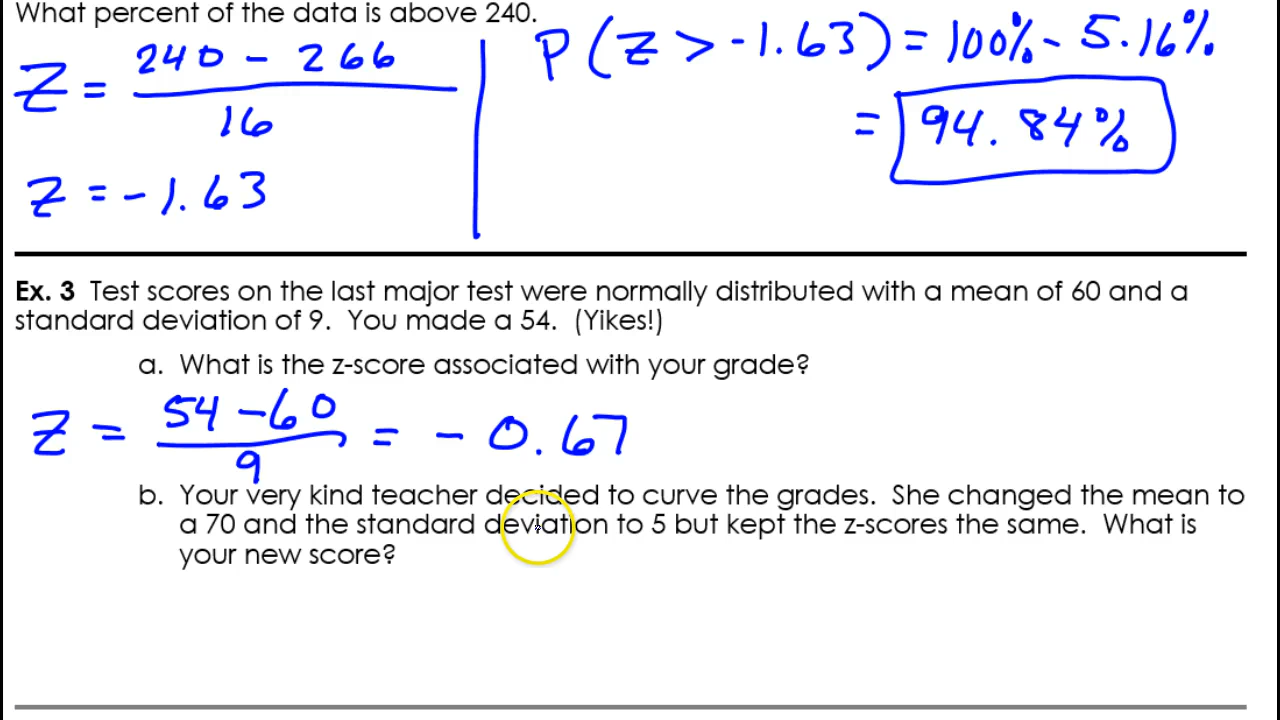 What percent of the data is above 240.
Z = 240 - 266 / 16
Z = -1.63
P(Z > -1.63) = 100% - 5.16%
= 94.84%
Ex. 3 Test scores on the last major test were normally distributed with a mean of 60 and a
standard deviation of 9. You made a 54. (Yikes!)
a. What is the z-score associated with your grade?
Z = 54 - 60 / 9 = - 0.67
b. Your very kind teacher decided to curve the grades. She changed the mean to
a 70 and the standard deviation to 5 but kept the z-scores the same. What is
your new score?